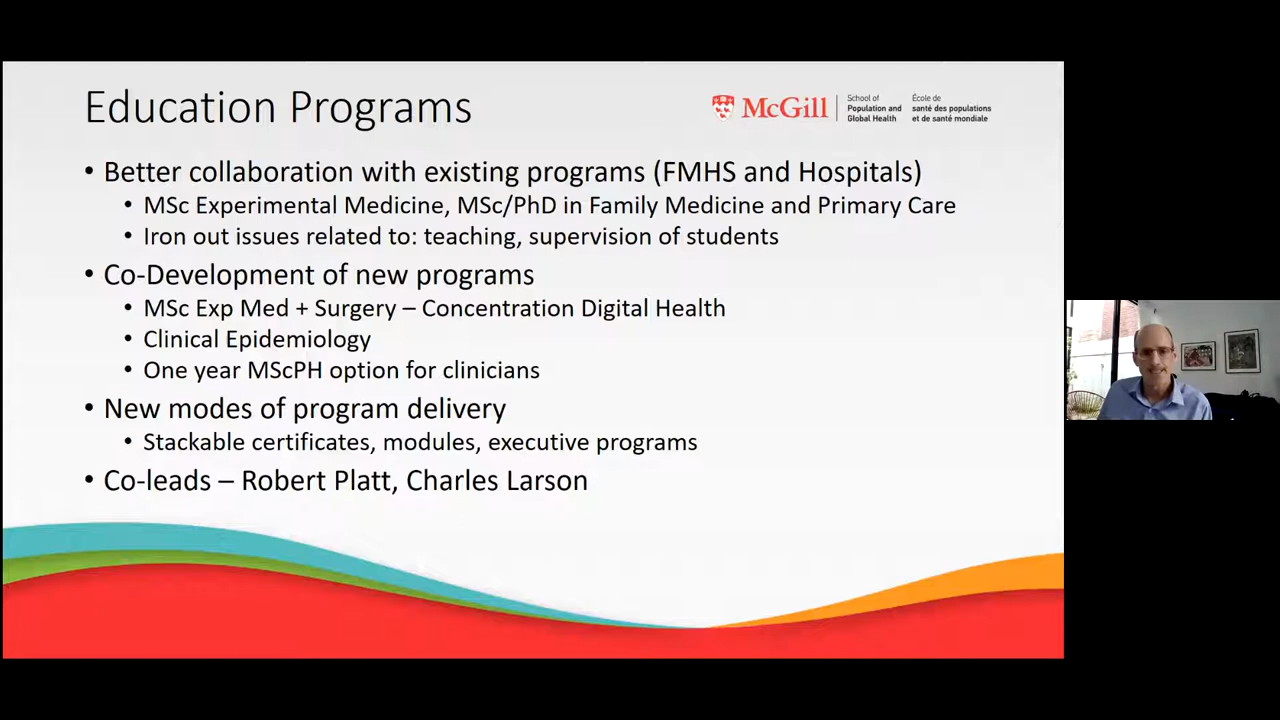 Education Programs
McGill
School of
Population and
Global Health
École de
santé des populations
et de santé mondiale
• Better collaboration with existing programs (FMHS and Hospitals)
• MSc Experimental Medicine, MSc/PhD in Family Medicine and Primary Care
• Iron out issues related to: teaching, supervision of students
• Co-Development of new programs
• MSc Exp Med + Surgery – Concentration Digital Health
• Clinical Epidemiology
• One year MScPH option for clinicians
• New modes of program delivery
• Stackable certificates, modules, executive programs
• Co-leads – Robert Platt, Charles Larson